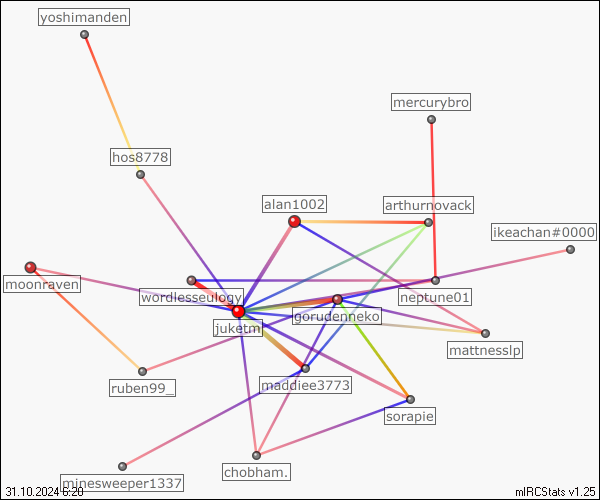 yoshimanden
mercurybro
hos8778
alan1002
arthurnovack
ikeachan#0000
moonraven
wordlesseulogy
neptune01
juketm
gorudenneko
mattnesslp
ruben99_
maddiee3773
sorapie
chobham.
minesweeper1337
31.10.2024 6:20
mIRCStats v1.25